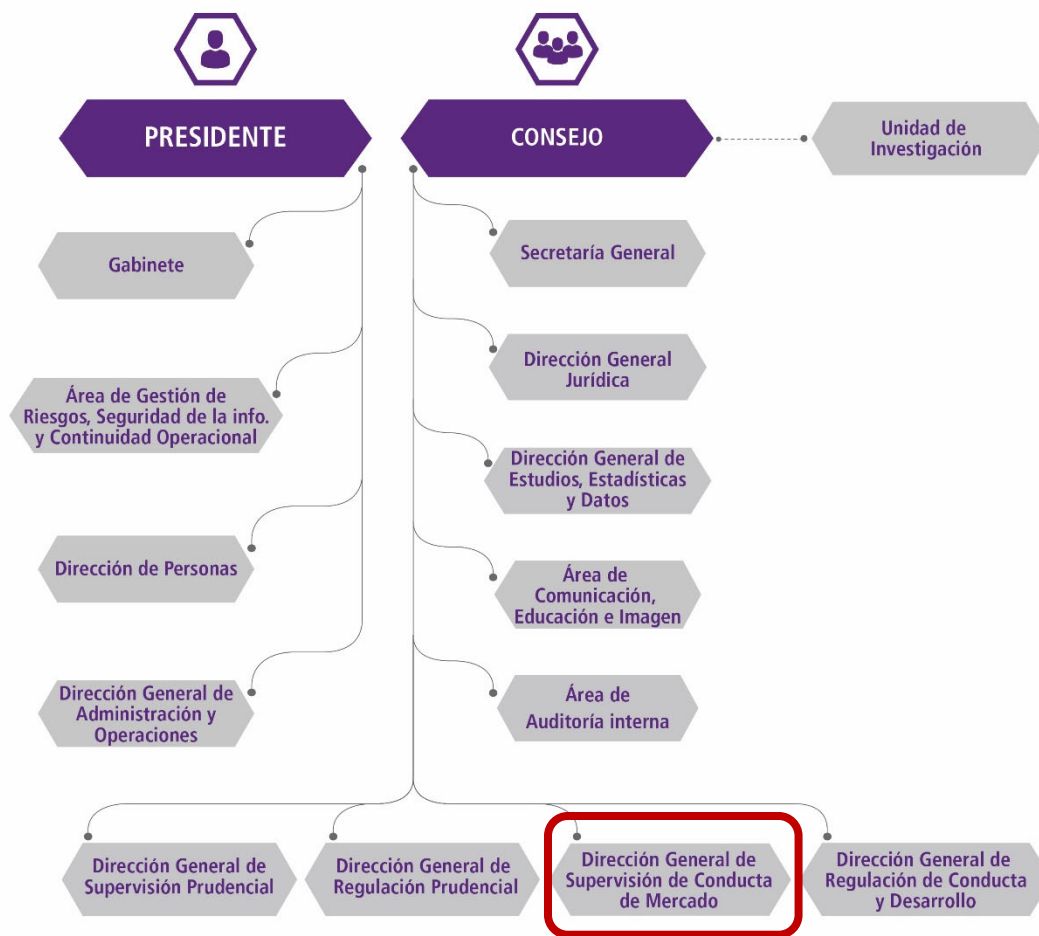 PRESIDENTE
CONSEJO
Unidad de
Investigación
Gabinete
Secretaría General
Área de Gestión de
Riesgos, Seguridad de la info.
y Continuidad Operacional
Dirección General
Jurídica
Dirección General de
Estudios, Estadísticas
y Datos
Dirección de Personas
Área de
Comunicación,
Educación e Imagen
Dirección General de
Administración y
Operaciones
Área de
Auditoría interna
Dirección General de
Supervisión Prudencial
Dirección General de
Regulación Prudencial
Dirección General de
Supervisión de Conducta
de Mercado
Dirección General de
Regulación de Conducta
y Desarrollo